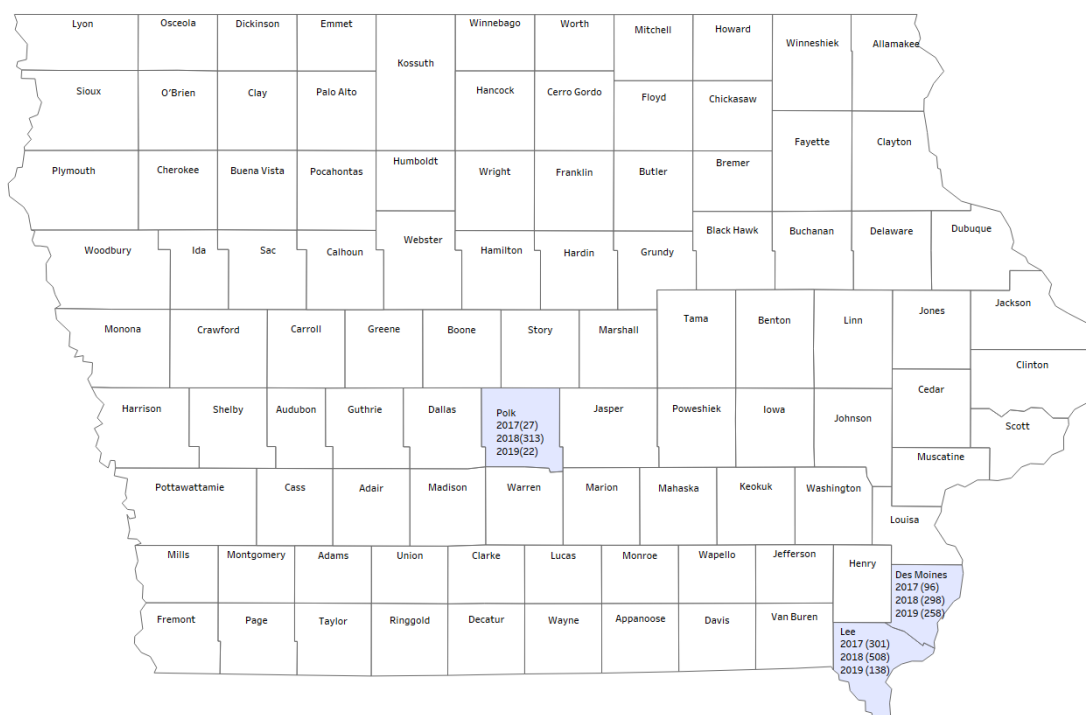 Lyon
Osceola
Dickinson
Emmet
Winnebago
Worth
Mitchell
Howard
Winneshiek
Allamakee
Kossuth
Sioux
O'Brien
Clay
Palo Alto
Hancock
Cerro Gordo
Floyd
Chickasaw
Fayette
Clayton
Plymouth
Cherokee
Buena Vista
Pocahontas
Humboldt
Wright
Franklin
Butler
Bremer
Woodbury
Ida
Sac
Calhoun
Webster
Hamilton
Hardin
Grundy
Black Hawk
Buchanan
Delaware
Dubuque
Monona
Crawford
Carroll
Greene
Boone
Story
Marshall
Tama
Benton
Linn
Jones
Jackson
Clinton
Harrison
Shelby
Audubon
Guthrie
Dallas
Polk
2017(27)
2018(313)
2019(22)
Jasper
Poweshiek
Iowa
Johnson
Cedar
Scott
Muscatine
Pottawattamie
Cass
Adair
Madison
Warren
Marion
Mahaska
Keokuk
Washington
Louisa
Mills
Montgomery
Adams
Union
Clarke
Lucas
Monroe
Wapello
Jefferson
Henry
Des Moines
2017 (96)
2018 (298)
2019 (258)
Fremont
Page
Taylor
Ringgold
Decatur
Wayne
Appanoose
Davis
Van Buren
Lee
2017 (301)
2018 (508)
2019 (138)